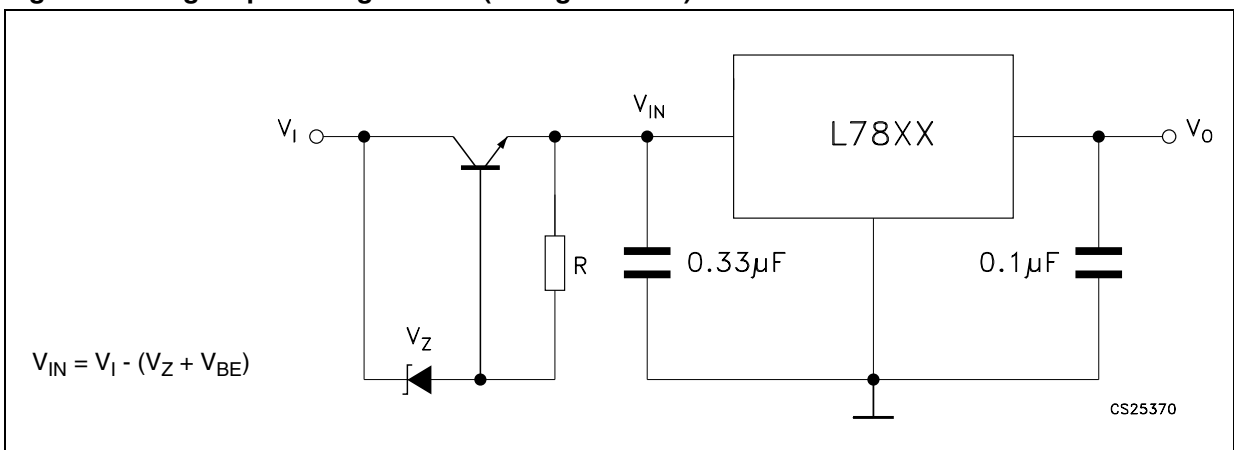 V_I
V_IN
L78XX
V_O
R
0.33µF
0.1µF
V_Z
V_IN = V_I - (V_Z + V_BE)
CS25370